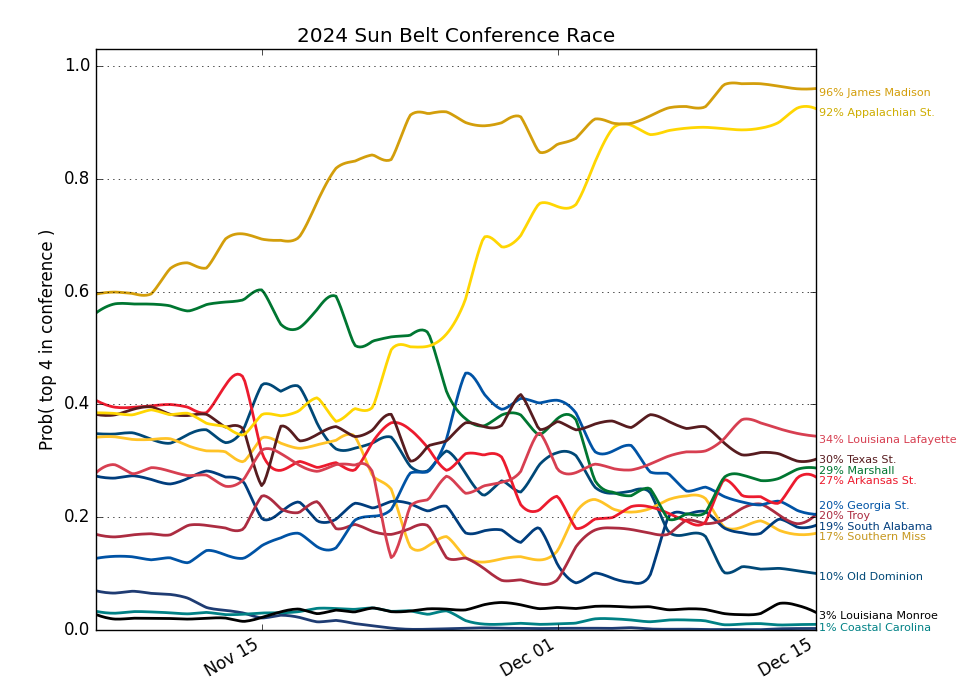 2024 Sun Belt Conference Race
Prob( top 4 in conference )
1.0
0.8
0.6
0.4
0.2
0.0
Nov 15
Dec 01
Dec 15
96% James Madison
92% Appalachian St.
34% Louisiana Lafayette
30% Texas St.
29% Marshall
27% Arkansas St.
20% Georgia St.
20% Troy
19% South Alabama
17% Southern Miss
10% Old Dominion
3% Louisiana Monroe
1% Coastal Carolina